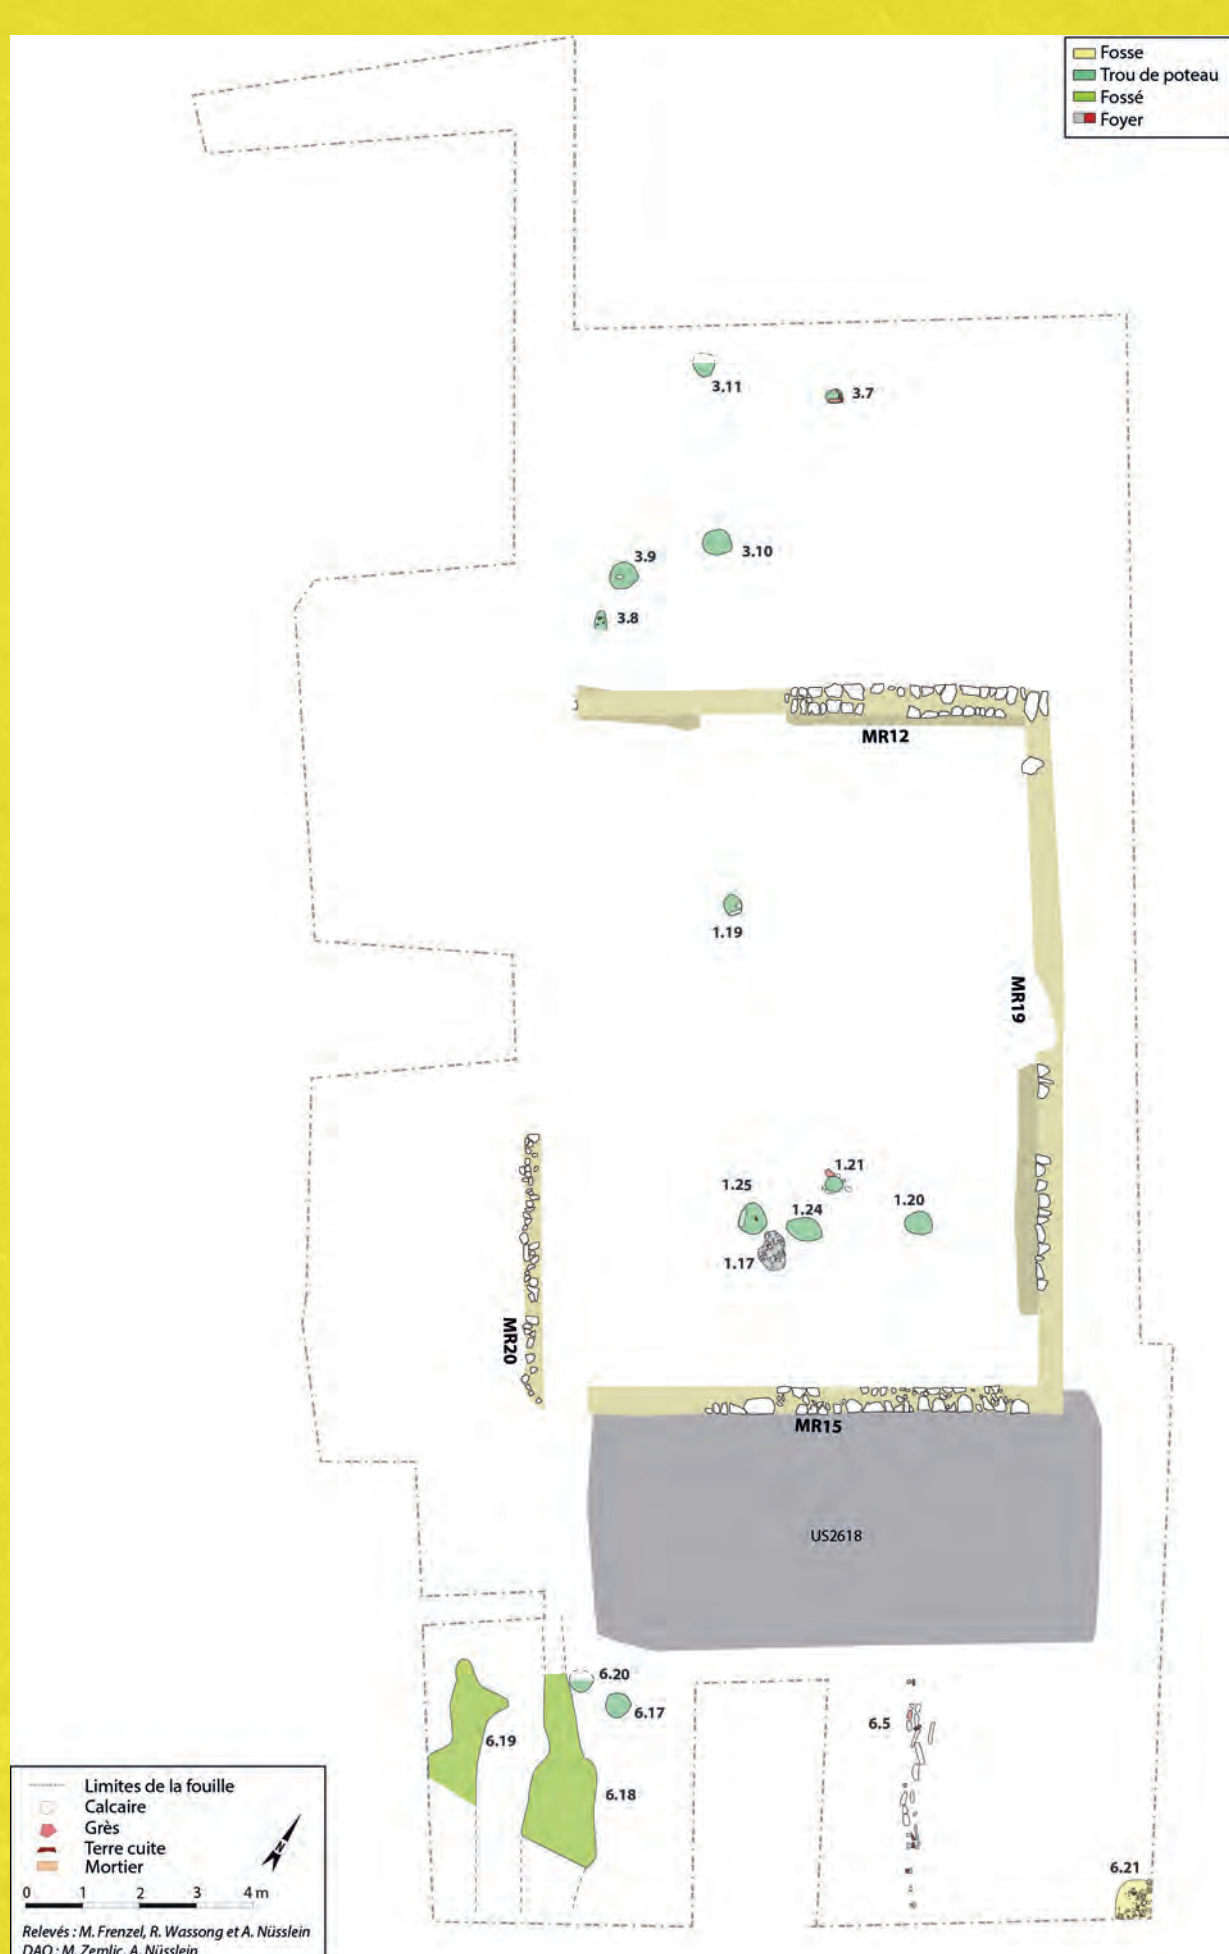 Fosse
Trou de poteau
Fossé
Foyer
3.11
3.7
3.10
3.9
3.8
MR12
1.19
MR19
1.21
1.25
1.24
1.20
1.17
MR20
MR15
US2618
6.20
6.17
6.5
6.19
6.18
6.21
Limites de la fouille
Calcaire
Grès
Terre cuite
Mortier
N
0 1 2 3 4 m
Relevés : M. Frenzel, R. Wassong et A. Nüsslein
DAO : M. Zemlic, A. Nüsslein